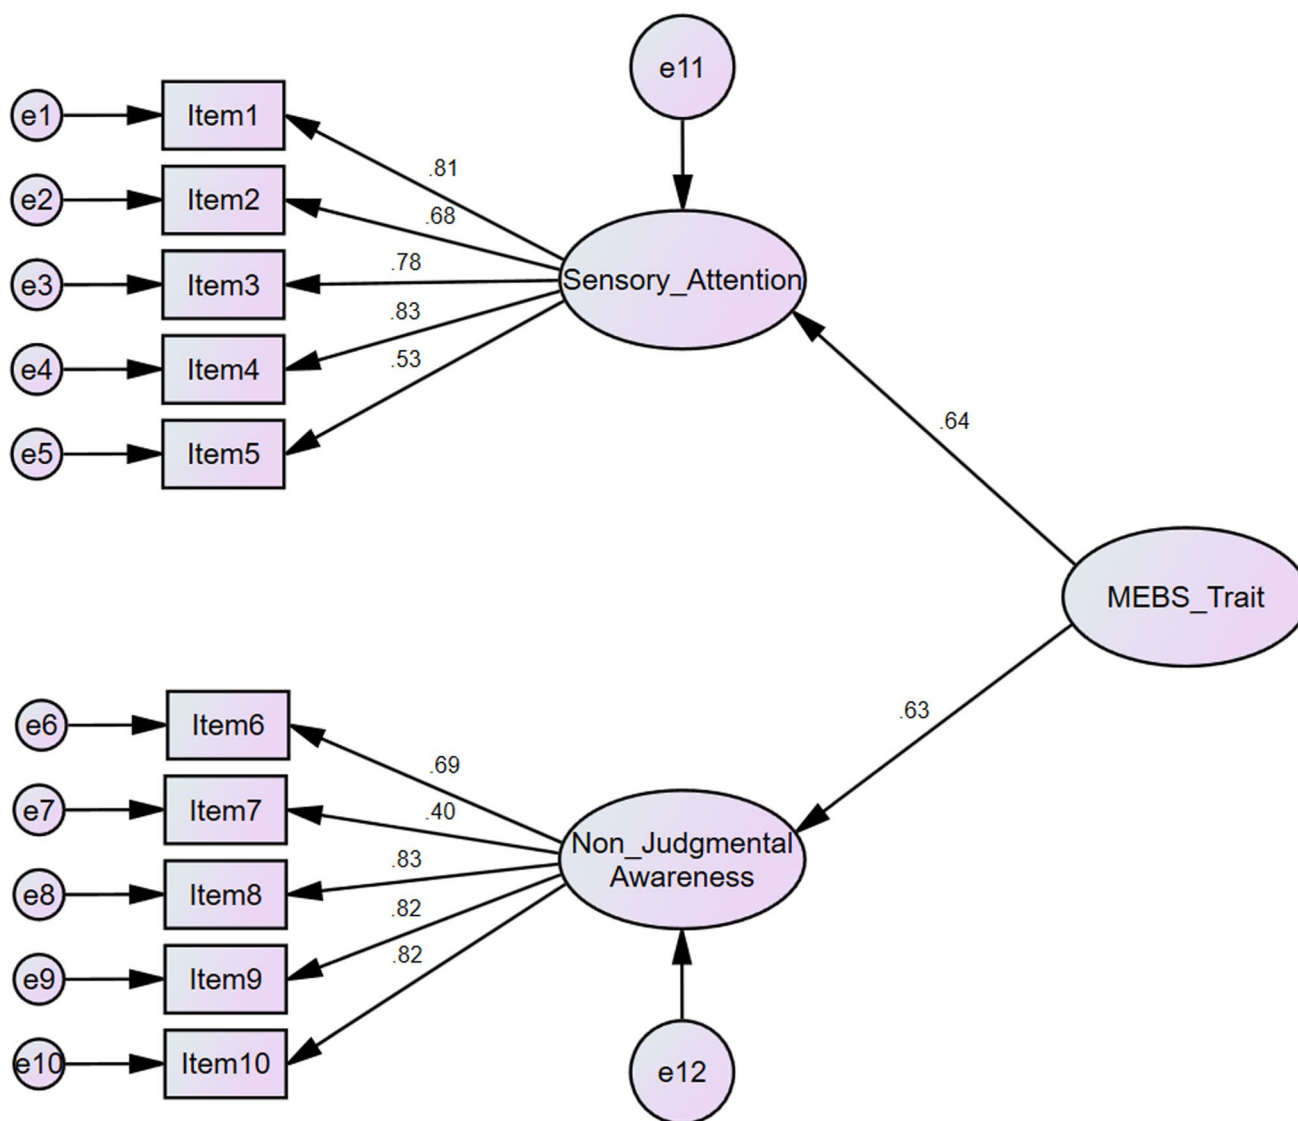 e11
e1
Item1
.81
e2
Item2
.68
e3
Item3
.78
Sensory_Attention
e4
Item4
.83
e5
Item5
.53
.64
MEBS_Trait
.63
e6
Item6
.69
e7
Item7
.40
Non_Judgmental
Awareness
e8
Item8
.83
e9
Item9
.82
e10
Item10
.82
e12